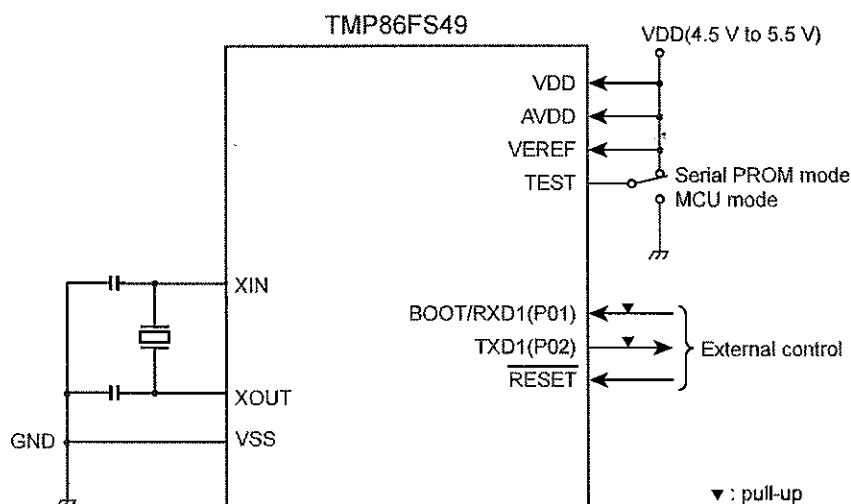 TMP86FS49
VDD(4.5 V to 5.5 V)
VDD
AVDD
VEREF
TEST
Serial PROM mode
MCU mode
XIN
BOOT/RXD1(P01)
TXD1(P02)
External control
RESET
XOUT
GND
VSS
▼ : pull-up